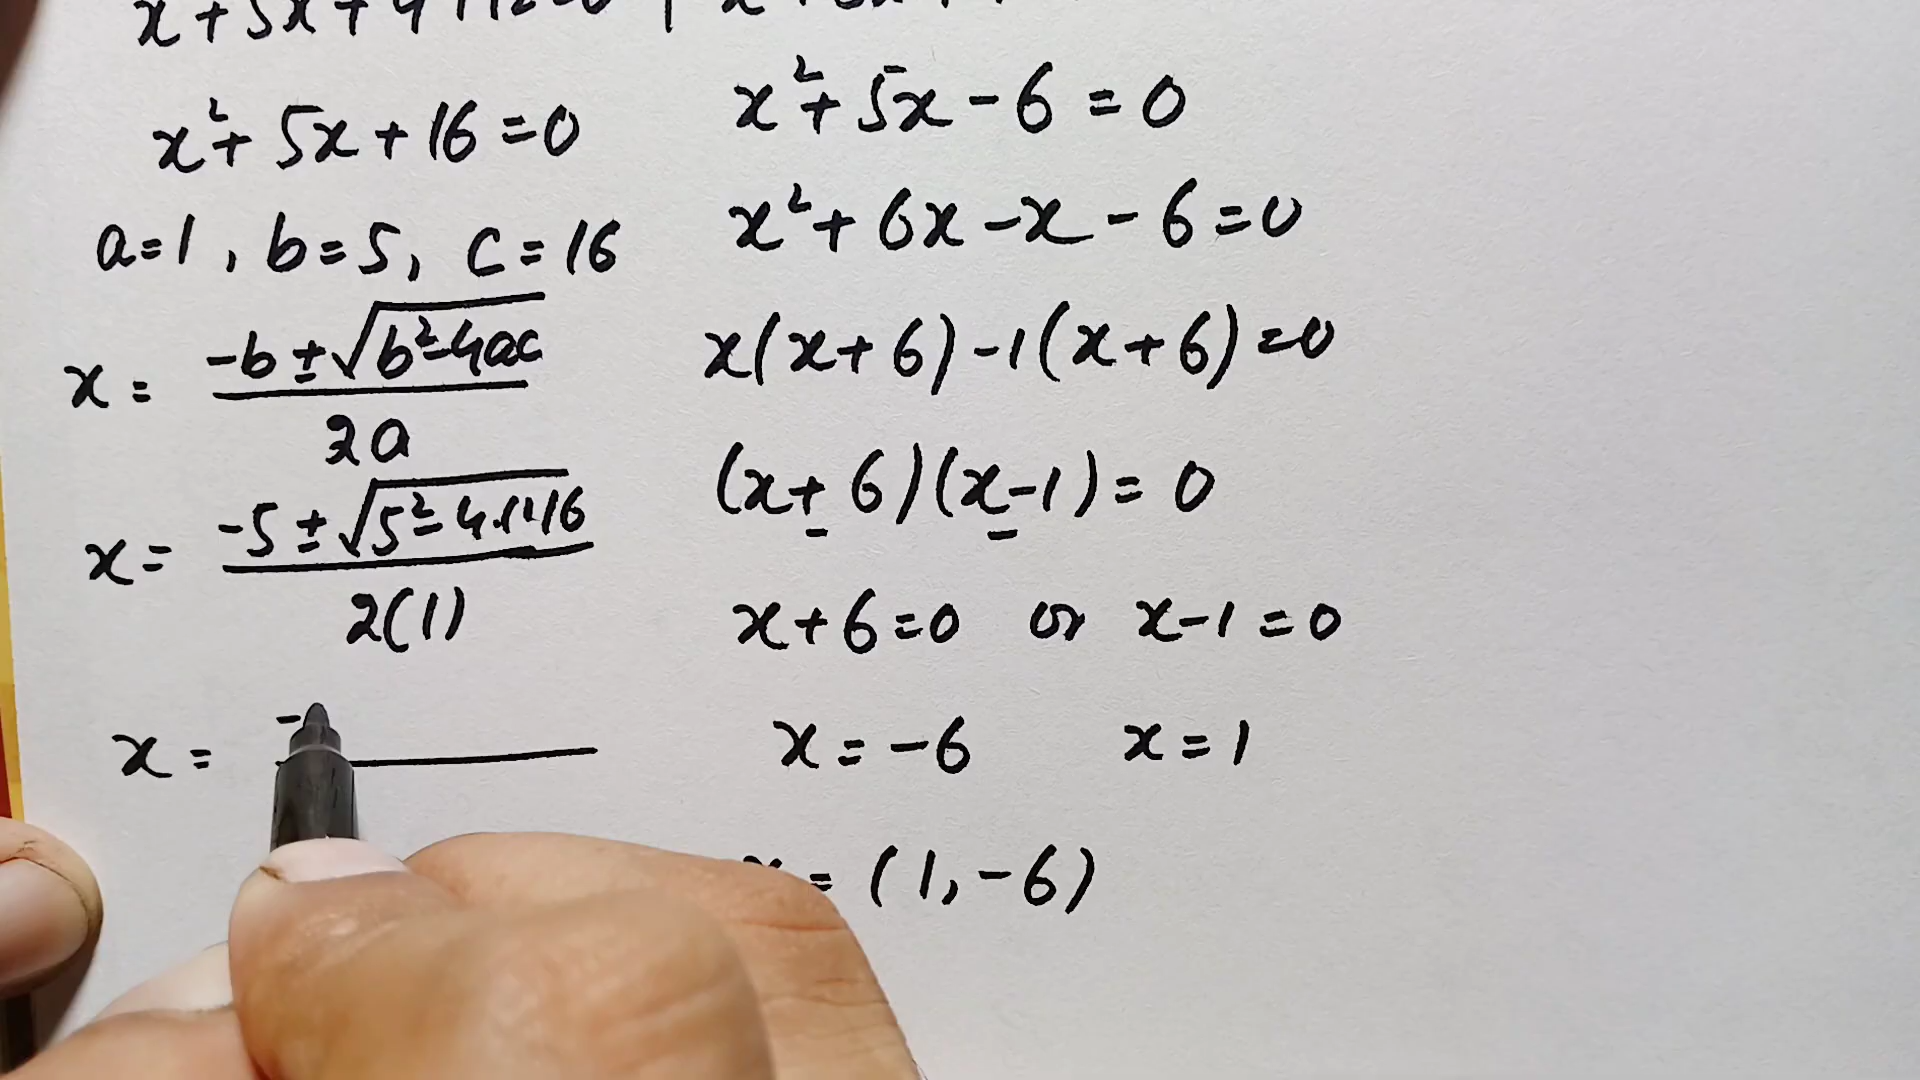 x²+5x+16=0
a=1, b=5, c=16
x= -b±√b²-4ac
2a
x= -5±√5²-4.1.16
2(1)
x= -
x²+5x-6=0
x²+6x-x-6=0
x(x+6)-1(x+6)=0
(x+6)(x-1)=0
x+6=0 or x-1=0
x=-6 x=1
= (1,-6)